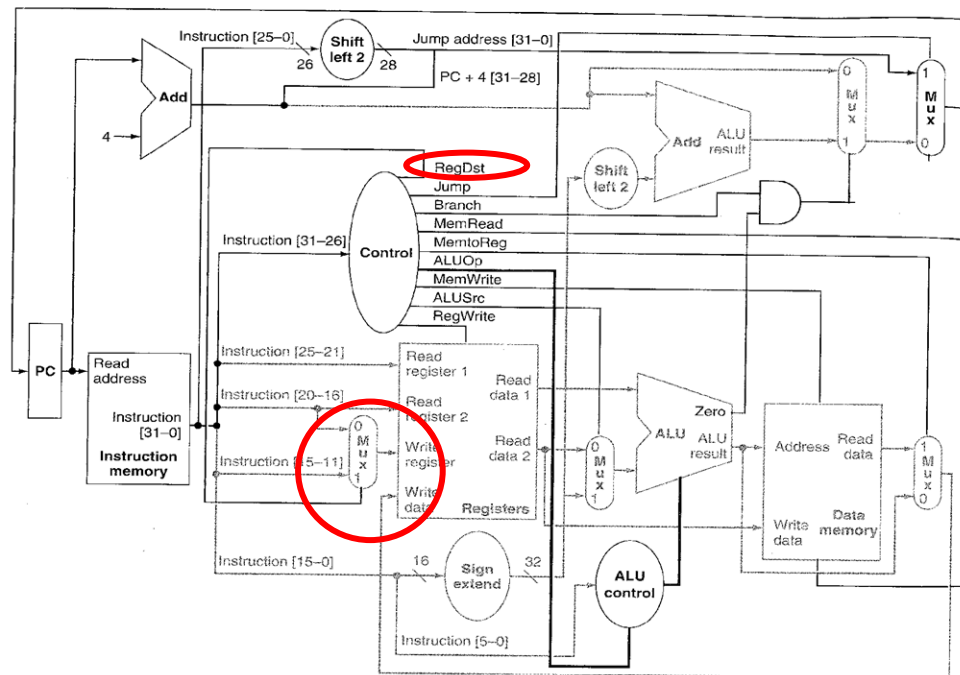 Instruction [25–0]
26
Shift
left 2
28
Jump address [31–0]
PC + 4 [31–28]
Add
4
0
M
u
x
1
1
M
u
x
0
Add
ALU
result
Shift
left 2
RegDst
Jump
Branch
MemRead
MemtoReg
ALUOp
MemWrite
ALUSrc
RegWrite
Instruction [31–26]
Control
PC
Read
address
Instruction
[31–0]
Instruction
memory
Instruction [25–21]
Instruction [20–16]
Instruction [15–11]
0
M
u
x
1
Read
register 1
Read
register 2
Write
register
Write
data
Read
data 1
Read
data 2
Registers
0
M
u
x
1
Zero
ALU
ALU
result
Address
Read
data
Write
data
Data
memory
1
M
u
x
0
Instruction [15–0]
16
Sign
extend
32
Instruction [5–0]
ALU
control